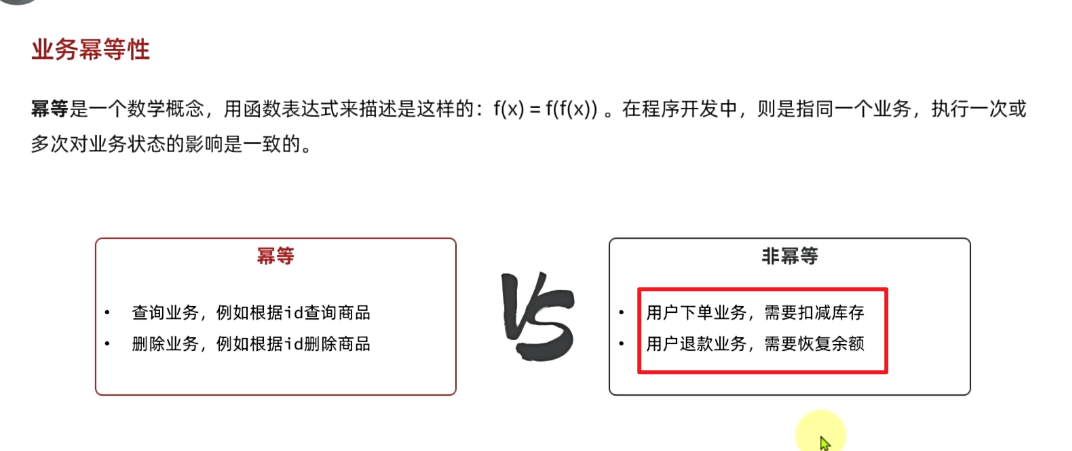 业务幂等性
幂等是一个数学概念，用函数表达式来描述是这样的：f(x) = f(f(x)) 。在程序开发中，则是指同一个业务，执行一次或
多次对业务状态的影响是一致的。
幂等
• 查询业务，例如根据id查询商品
• 删除业务，例如根据id删除商品
VS
非幂等
• 用户下单业务，需要扣减库存
• 用户退款业务，需要恢复余额